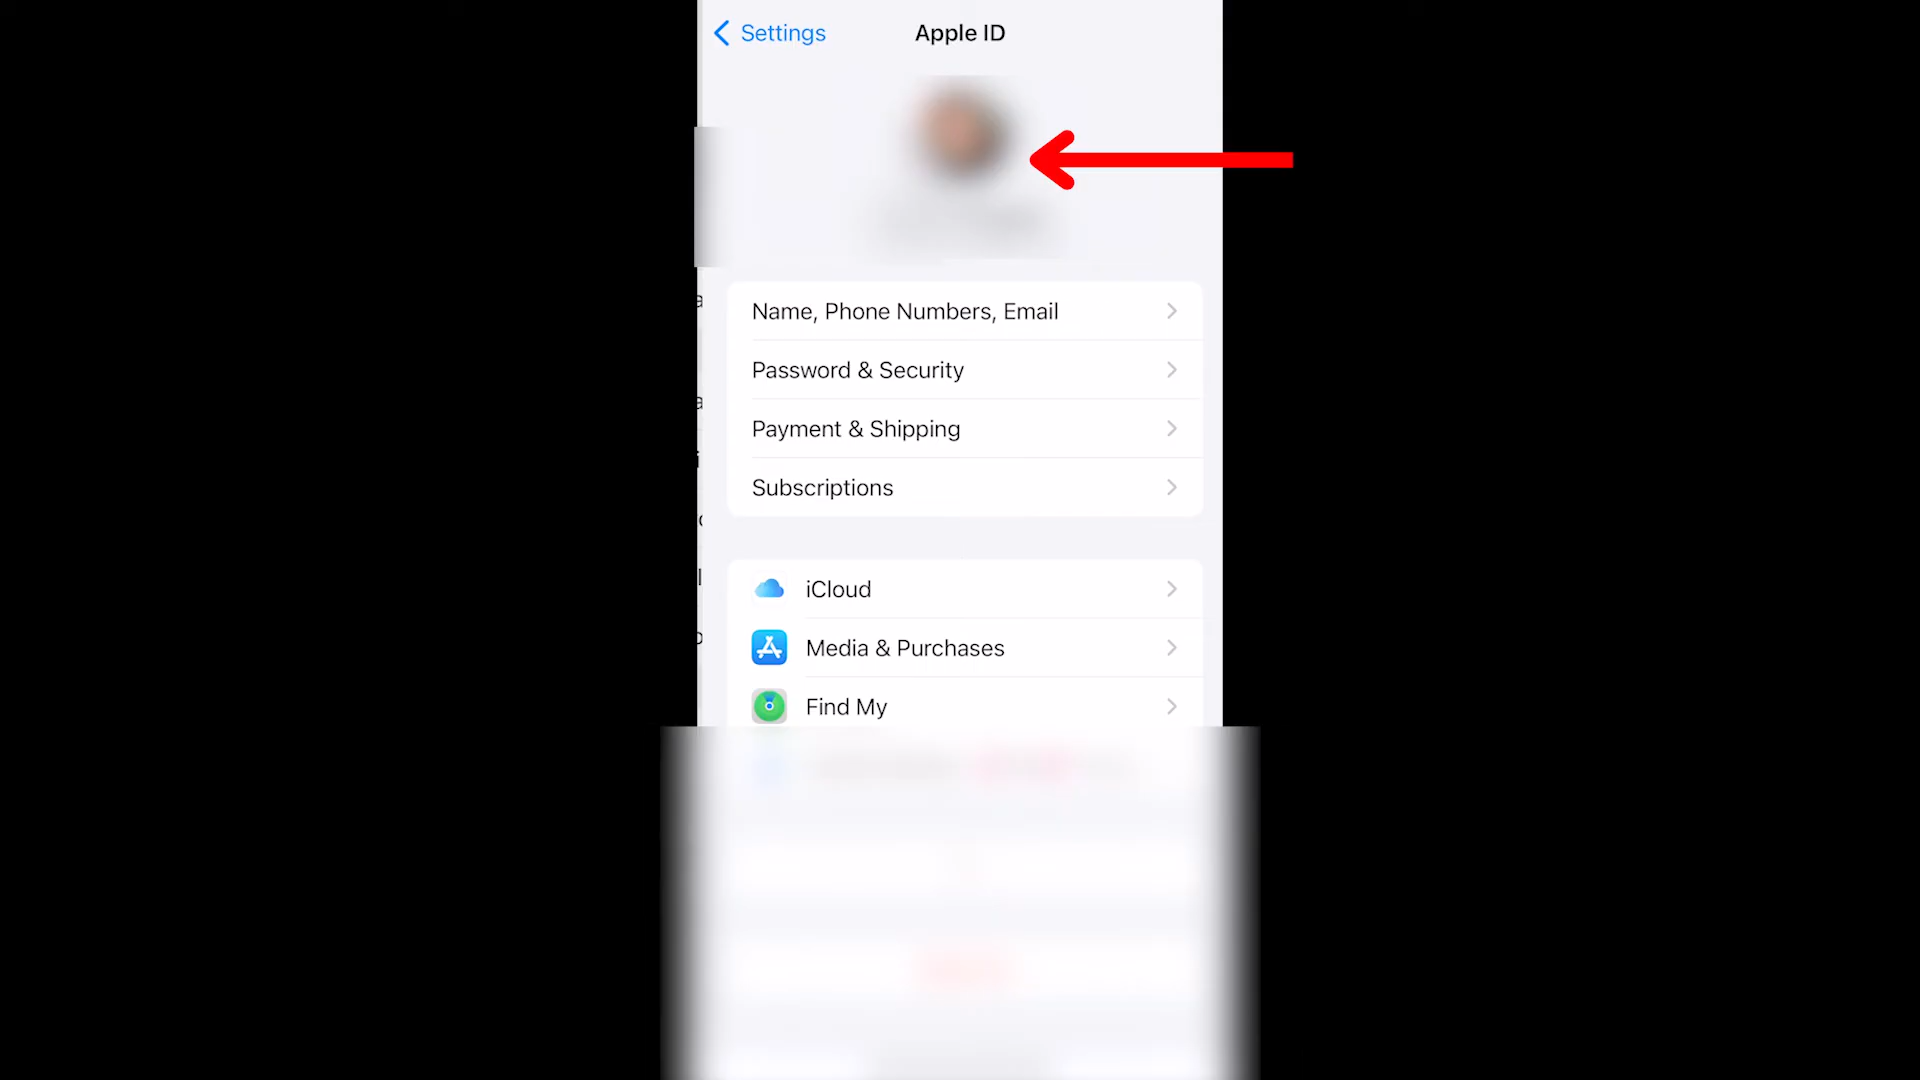 Settings
Apple ID
Name, Phone Numbers, Email
Password & Security
Payment & Shipping
Subscriptions
iCloud
Media & Purchases
Find My